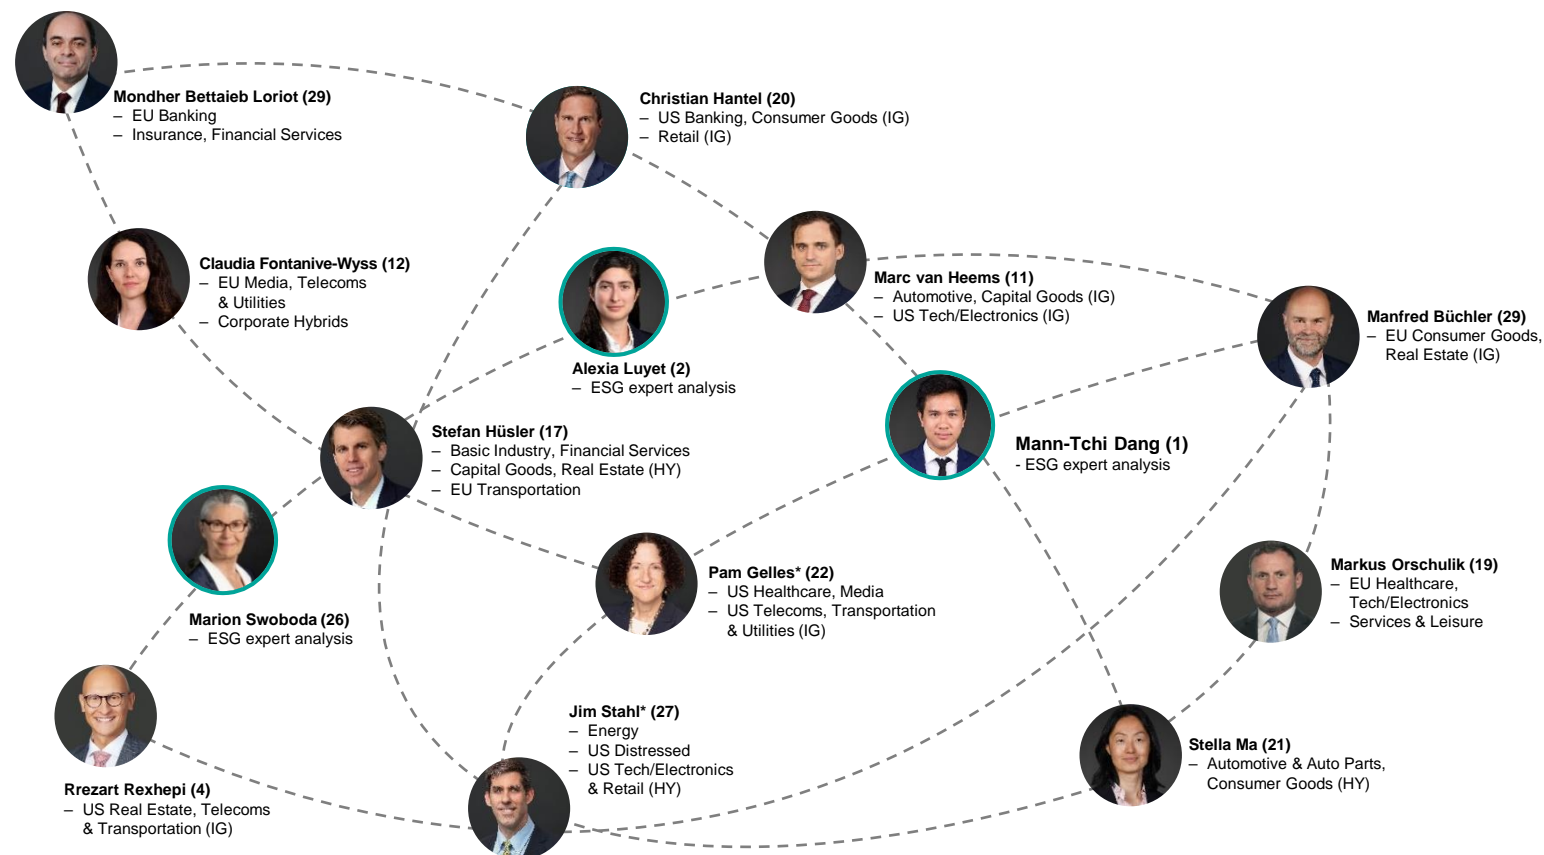 Mondher Bettaieb Loriot (29)
– EU Banking
– Insurance, Financial Services
Christian Hantel (20)
– US Banking, Consumer Goods (IG)
– Retail (IG)
Claudia Fontanive-Wyss (12)
– EU Media, Telecoms
& Utilities
– Corporate Hybrids
Alexia Luyet (2)
– ESG expert analysis
Marc van Heems (11)
– Automotive, Capital Goods (IG)
– US Tech/Electronics (IG)
Manfred Büchler (29)
– EU Consumer Goods,
Real Estate (IG)
Stefan Hüsler (17)
– Basic Industry, Financial Services
– Capital Goods, Real Estate (HY)
– EU Transportation
Mann-Tchi Dang (1)
- ESG expert analysis
Marion Swoboda (26)
– ESG expert analysis
Pam Gelles* (22)
– US Healthcare, Media
– US Telecoms, Transportation
& Utilities (IG)
Markus Orschulik (19)
– EU Healthcare,
Tech/Electronics
– Services & Leisure
Rrezart Rexhepi (4)
– US Real Estate, Telecoms
& Transportation (IG)
Jim Stahl* (27)
– Energy
– US Distressed
– US Tech/Electronics
& Retail (HY)
Stella Ma (21)
– Automotive & Auto Parts,
Consumer Goods (HY)